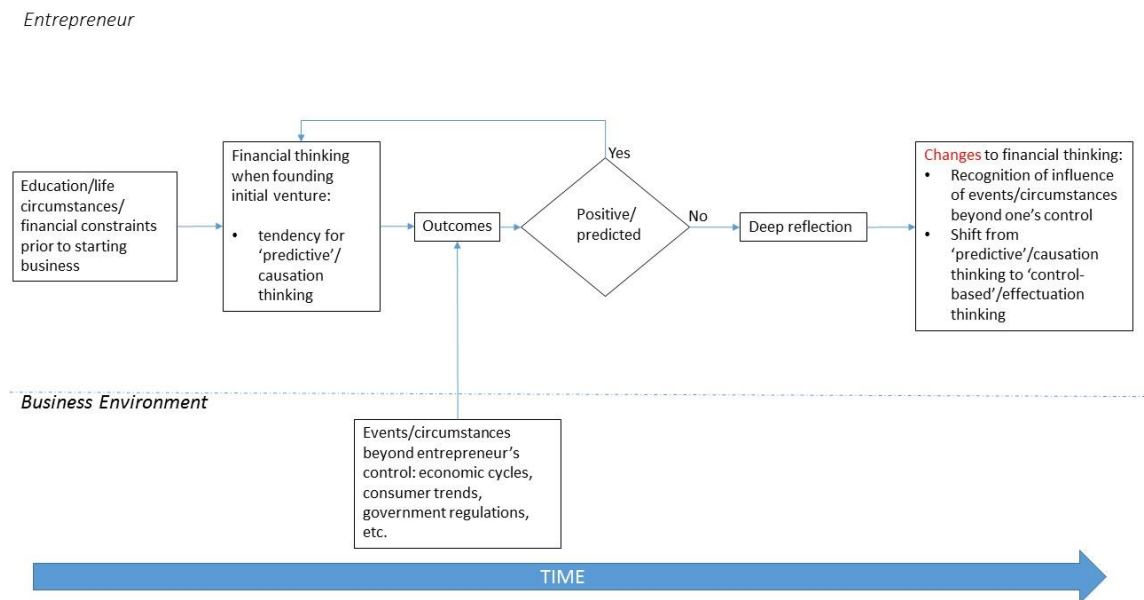 Entrepreneur
Education/life
circumstances/
financial constraints
prior to starting
business
Financial thinking
when founding
initial venture:
• tendency for
‘predictive’/
causation
thinking
Outcomes
Positive/
predicted
Yes
No
Deep reflection
Changes to financial thinking:
• Recognition of influence
of events/circumstances
beyond one’s control
• Shift from
‘predictive’/causation
thinking to ‘control-
based’/effectuation
thinking
Business Environment
Events/circumstances
beyond entrepreneur’s
control: economic cycles,
consumer trends,
government regulations,
etc.
TIME